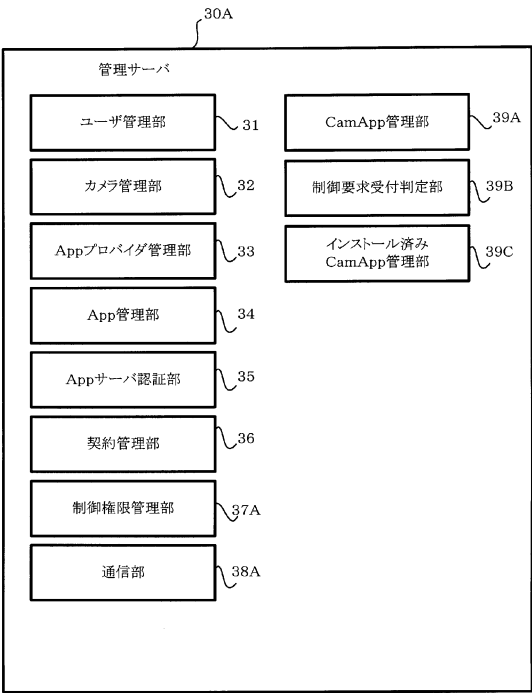 30A
管理サーバ
ユーザ管理部
31
カメラ管理部
32
Appプロバイダ管理部
33
App管理部
34
Appサーバ認証部
35
契約管理部
36
制御権限管理部
37A
通信部
38A
CamApp管理部
39A
制御要求受付判定部
39B
インストール済み
CamApp管理部
39C